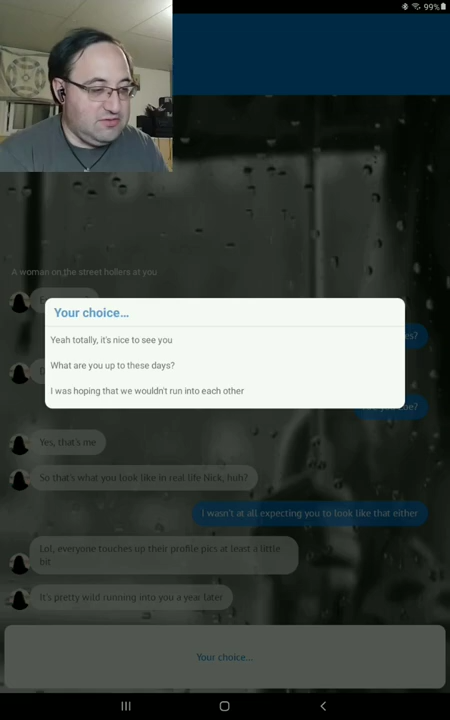 99%
A woman on the street hollers at you
Your choice...
Yeah totally, it's nice to see you
What are you up to these days?
I was hoping that we wouldn't run into each other
Yes, that's me
So that's what you look like in real life Nick, huh?
I wasn't at all expecting you to look like that either
Lol, everyone touches up their profile pics at least a little
bit
It's pretty wild running into you a year later
Your choice...